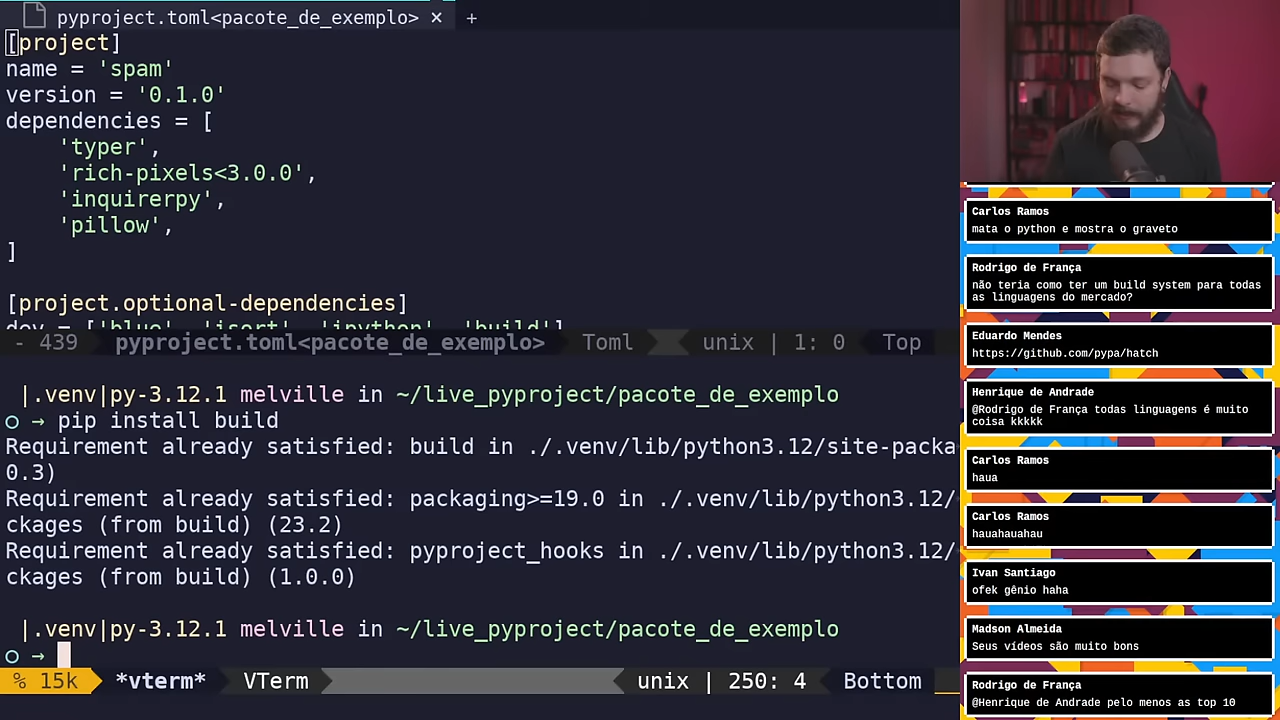 pyproject.toml<pacote_de_exemplo> × +
[project]
name = 'spam'
version = '0.1.0'
dependencies = [
'typer',
'rich-pixels<3.0.0',
'inquirerpy',
'pillow',
]
[project.optional-dependencies]
dev = ['blue', 'isort', 'ipython', 'build']
- 439 pyproject.toml<pacote_de_exemplo> Toml unix | 1: 0 Top
|.venv|py-3.12.1 melville in ~/live_pyproject/pacote_de_exemplo
○ → pip install build
Requirement already satisfied: build in ./.venv/lib/python3.12/site-packa
0.3)
Requirement already satisfied: packaging>=19.0 in ./.venv/lib/python3.12/
ckages (from build) (23.2)
Requirement already satisfied: pyproject_hooks in ./.venv/lib/python3.12/
ckages (from build) (1.0.0)
|.venv|py-3.12.1 melville in ~/live_pyproject/pacote_de_exemplo
○ →
% 15k *vterm* VTerm unix | 250: 4 Bottom
Carlos Ramos
mata o python e mostra o graveto
Rodrigo de França
não teria como ter um build system para todas
as linguagens do mercado?
Eduardo Mendes
https://github.com/pypa/hatch
Henrique de Andrade
@Rodrigo de França todas linguagens é muito
coisa kkkkk
Carlos Ramos
haua
Carlos Ramos
hauahauahau
Ivan Santiago
ofek gênio haha
Madson Almeida
Seus vídeos são muito bons
Rodrigo de França
@Henrique de Andrade pelo menos as top 10